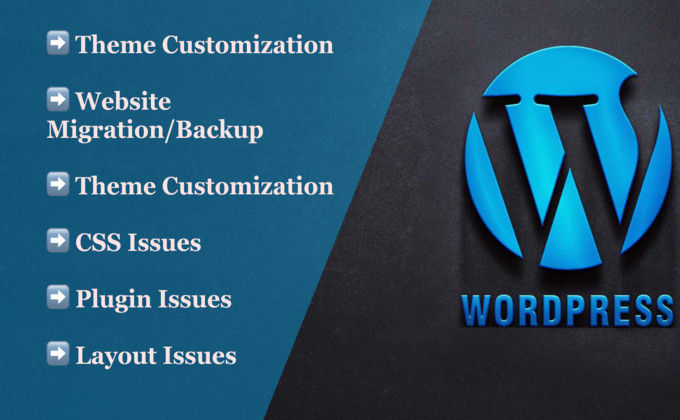 ➡ Theme Customization
➡ Website
Migration/Backup
➡ Theme Customization
➡ CSS Issues
➡ Plugin Issues
➡ Layout Issues
W
WORDPRESS